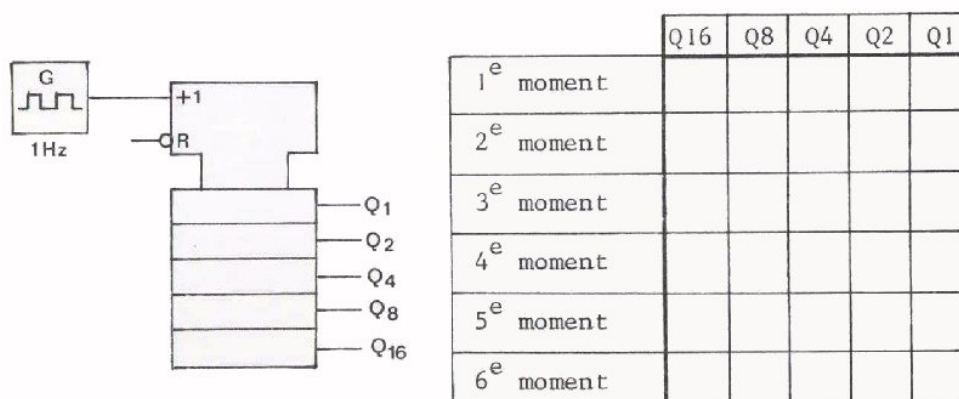 G
+1
R
1Hz
Q1
Q2
Q4
Q8
Q16
Q16 Q8 Q4 Q2 Q1
1e moment
2e moment
3e moment
4e moment
5e moment
6e moment